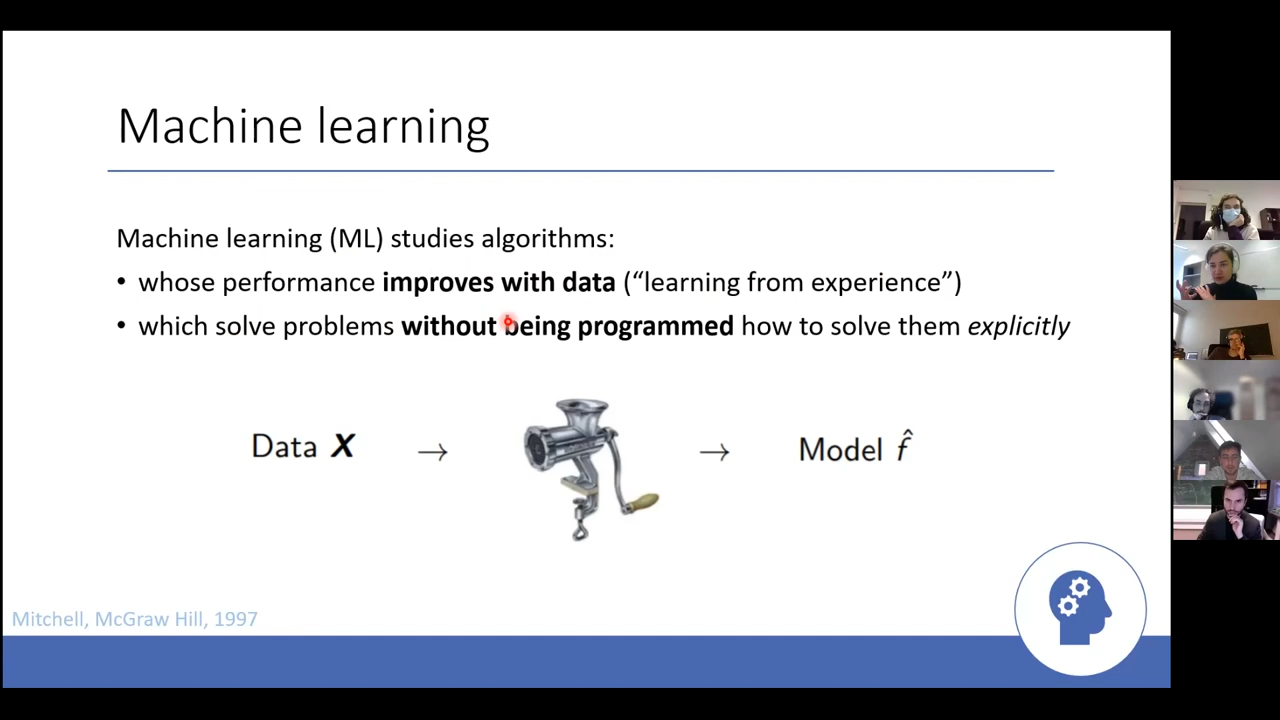 Machine learning
Machine learning (ML) studies algorithms:
• whose performance improves with data (“learning from experience”)
• which solve problems without being programmed how to solve them explicitly
Data X → → Model f̂
Mitchell, McGraw Hill, 1997